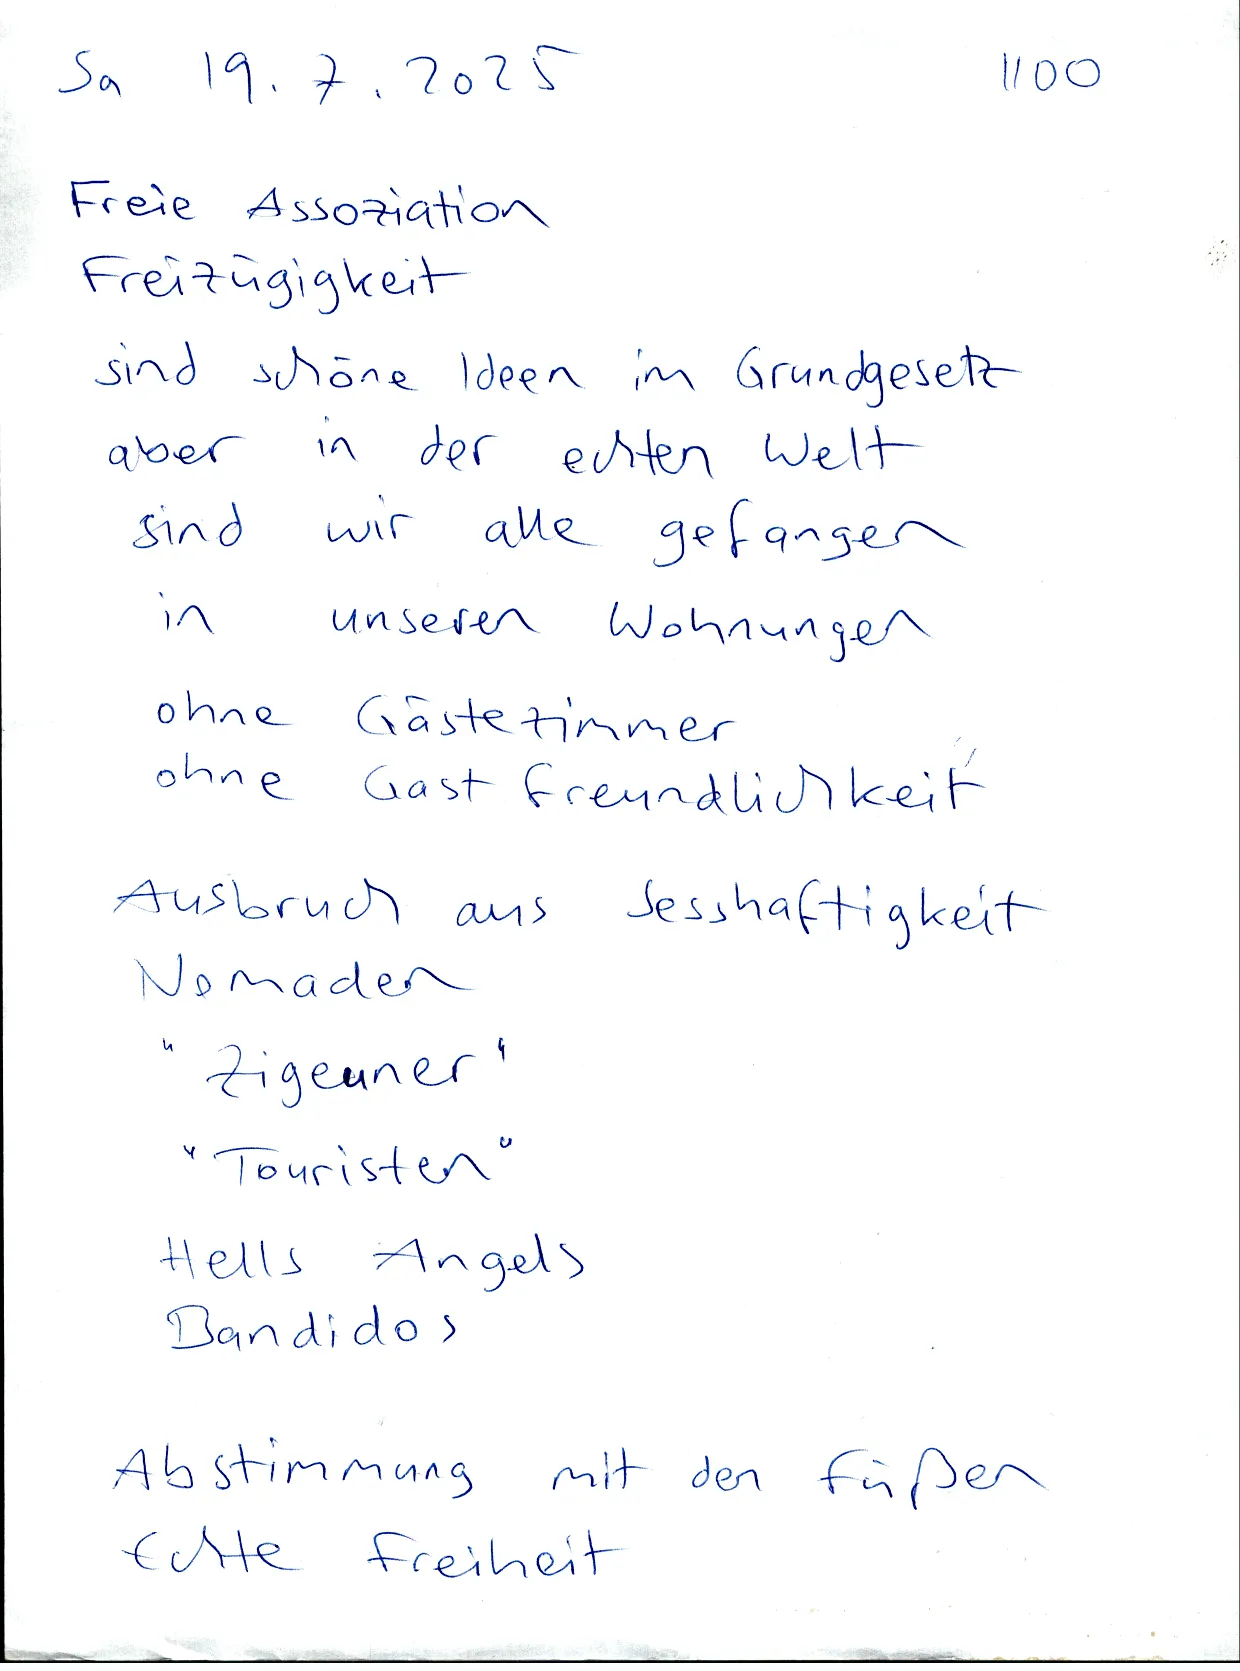 Sa 19.7.2025 1100
Freie Assoziation
Freizügigkeit
sind schöne Ideen im Grundgesetz
aber in der echten Welt
sind wir alle gefangen
in unseren Wohnungen
ohne Gästezimmer
ohne Gastfreundlichkeit
Ausbruch aus Sesshaftigkeit
Nomaden
"Zigeuner"
"Touristen"
Hells Angels
Bandidos
Abstimmung mit den Füßen
Echte Freiheit